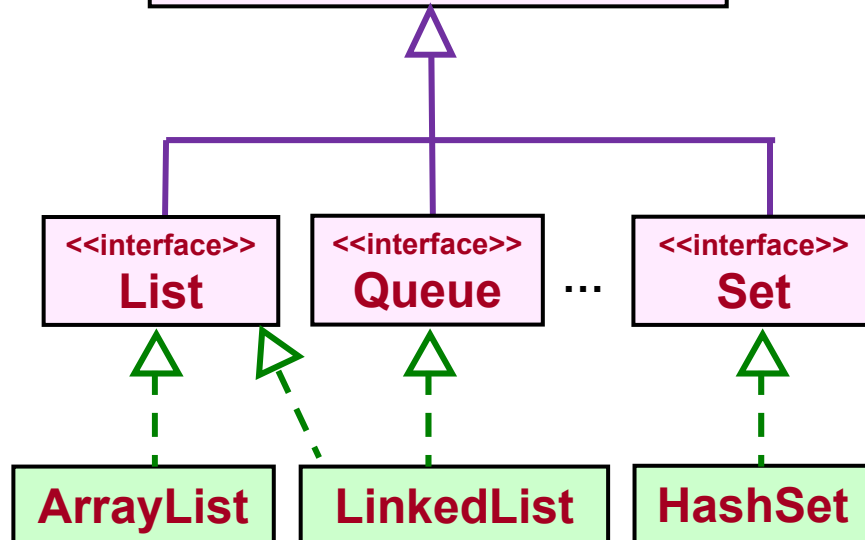 <<interface>> <<interface>> <<interface>>
List Queue ... Set
ArrayList LinkedList HashSet